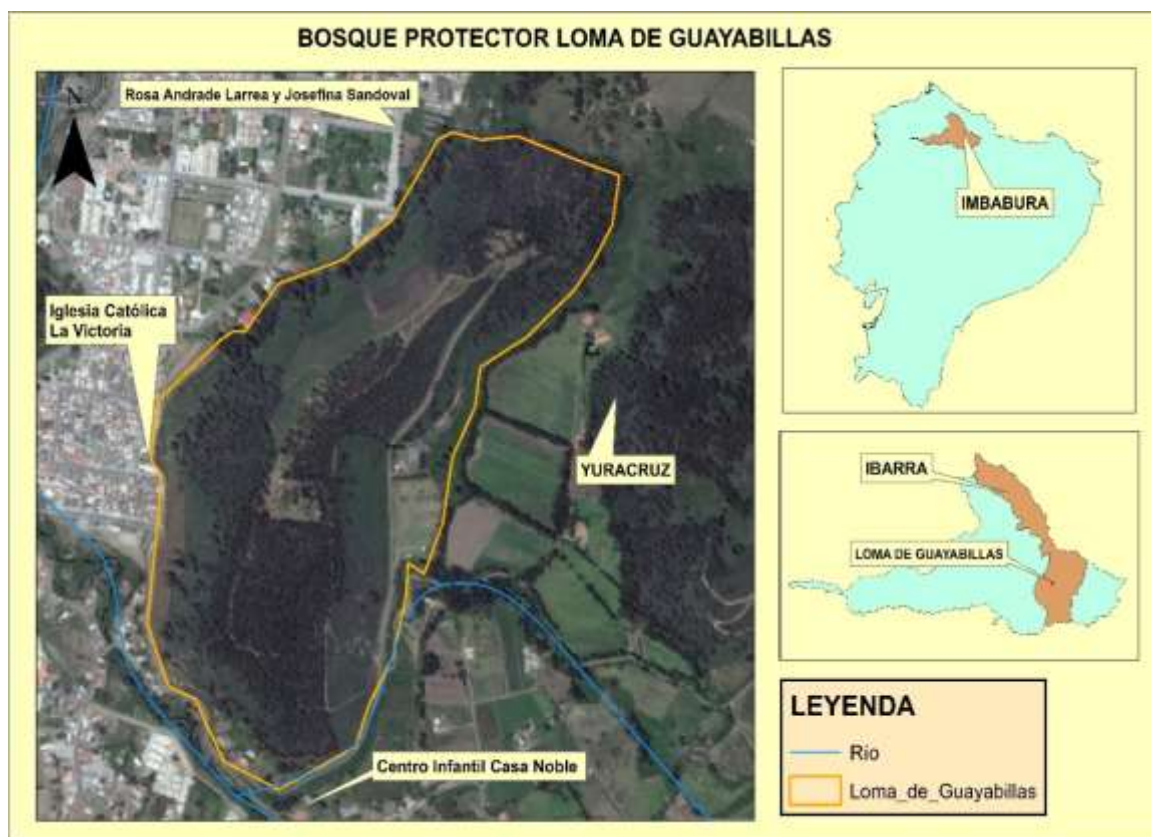 BOSQUE PROTECTOR LOMA DE GUAYABILLAS
N
Rosa Andrade Larrea y Josefina Sandoval
Iglesia Católica
La Victoria
YURACRUZ
Centro Infantil Casa Noble
IMBABURA
IBARRA
LOMA DE GUAYABILLAS
LEYENDA
Río
Loma_de_Guayabillas